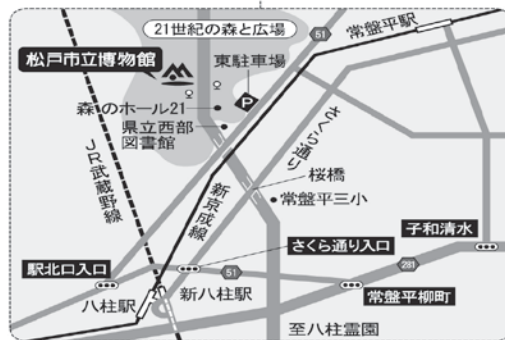 21世紀の森と広場
51
常盤平駅
松戸市立博物館
東駐車場
P
森のホール21
県立西部
図書館
さくら通り
JR武蔵野線
桜橋
新京成線
常盤平三小
子和清水
さくら通り入口
駅北口入口
51
281
八柱駅
新八柱駅
常盤平柳町
至八柱霊園